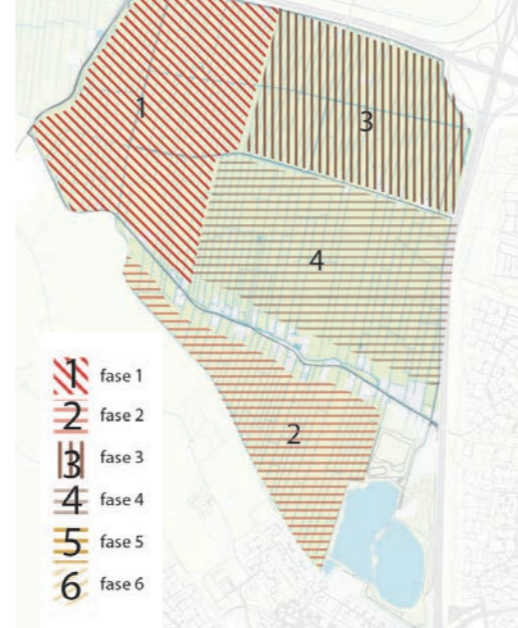 1
3
4
2
1 fase 1
2 fase 2
3 fase 3
4 fase 4
5 fase 5
6 fase 6